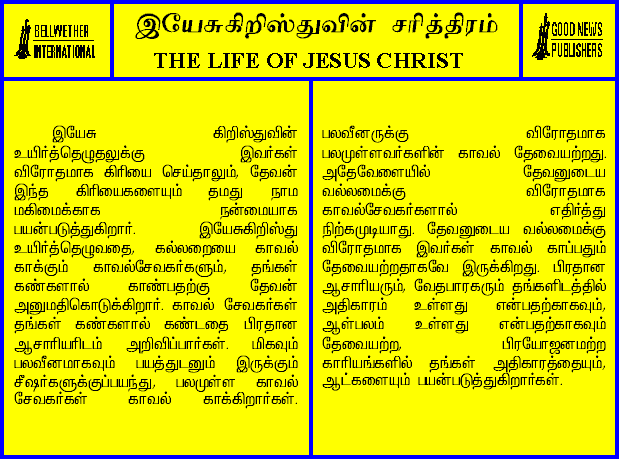 BELLWETHER
INTERNATIONAL
இயேசுகிறிஸ்துவின் சரித்திரம்
THE LIFE OF JESUS CHRIST
GOOD NEWS
PUBLISHERS
இயேசு கிறிஸ்துவின்
உயிர்த்தெழுதலுக்கு இவர்கள்
விரோதமாக கிரியை செய்தாலும், தேவன்
இந்த கிரியைகளையும் தமது நாம
மகிமைக்காக நன்மையாக
பயன்படுத்துகிறார். இயேசுகிறிஸ்து
உயிர்த்தெழுவதை, கல்லறையை காவல்
காக்கும் காவல்சேவகர்களும், தங்கள்
கண்களால் காண்பதற்கு தேவன்
அனுமதிகொடுக்கிறார். காவல் சேவகர்கள்
தங்கள் கண்களால் கண்டதை பிரதான
ஆசாரியரிடம் அறிவிப்பார்கள். மிகவும்
பலவீனமாகவும் பயத்துடனும் இருக்கும்
சீஷர்களுக்குப்பயந்து, பலமுள்ள காவல்
சேவகர்கள் காவல் காக்கிறார்கள்.
பலவீனருக்கு விரோதமாக
பலமுள்ளவர்களின் காவல் தேவையற்றது.
அதேவேளையில் தேவனுடைய
வல்லமைக்கு விரோதமாக
காவல்சேவகர்களால் எதிர்த்து
நிற்கமுடியாது. தேவனுடைய வல்லமைக்கு
விரோதமாக இவர்கள் காவல் காப்பதும்
தேவையற்றதாகவே இருக்கிறது. பிரதான
ஆசாரியரும், வேதபாரகரும் தங்களிடத்தில்
அதிகாரம் உள்ளது என்பதற்காகவும்,
ஆள்பலம் உள்ளது என்பதற்காகவும்
தேவையற்ற, பிரயோஜனமற்ற
காரியங்களில் தங்கள் அதிகாரத்தையும்,
ஆட்களையும் பயன்படுத்துகிறார்கள்.